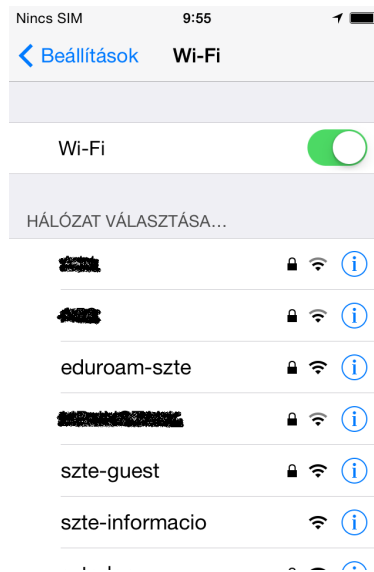 Nincs SIM 9:55
Beállítások Wi-Fi
Wi-Fi
HÁLÓZAT VÁLASZTÁSA...
eduroam-szte
szte-guest
szte-informacio